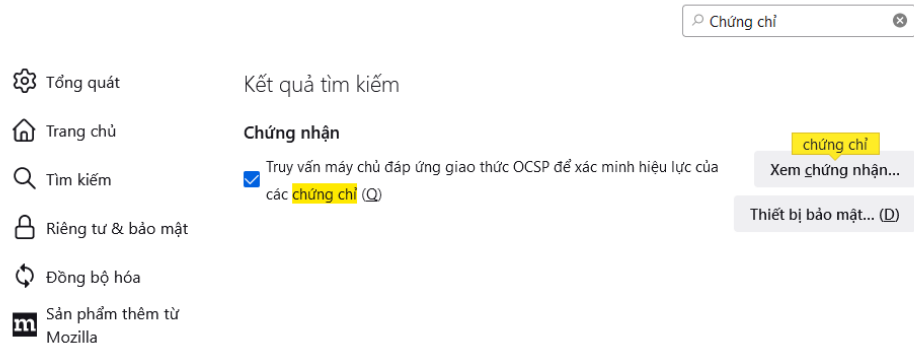 Chứng chỉ
Tổng quát
Trang chủ
Tìm kiếm
Riêng tư & bảo mật
Đồng bộ hóa
Sản phẩm thêm từ
Mozilla
Kết quả tìm kiếm
Chứng nhận
Truy vấn máy chủ đáp ứng giao thức OCSP để xác minh hiệu lực của
các chứng chỉ (Q)
chứng chỉ
Xem chứng nhận...
Thiết bị bảo mật... (D)